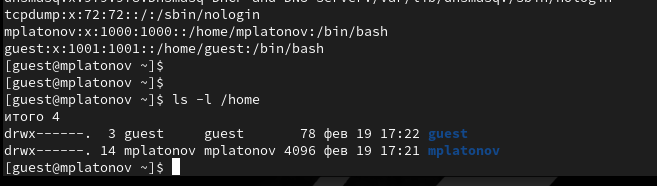 tcpdump:x:72:72::/:/sbin/nologin
mplatonov:x:1000:1000::/home/mplatonov:/bin/bash
guest:x:1001:1001::/home/guest:/bin/bash
[guest@mplatonov ~]$
[guest@mplatonov ~]$
[guest@mplatonov ~]$ ls -l /home
итого 4
drwx------.  3 guest     guest       78 фев 19 17:22 guest
drwx------. 14 mplatonov mplatonov 4096 фев 19 17:21 mplatonov
[guest@mplatonov ~]$